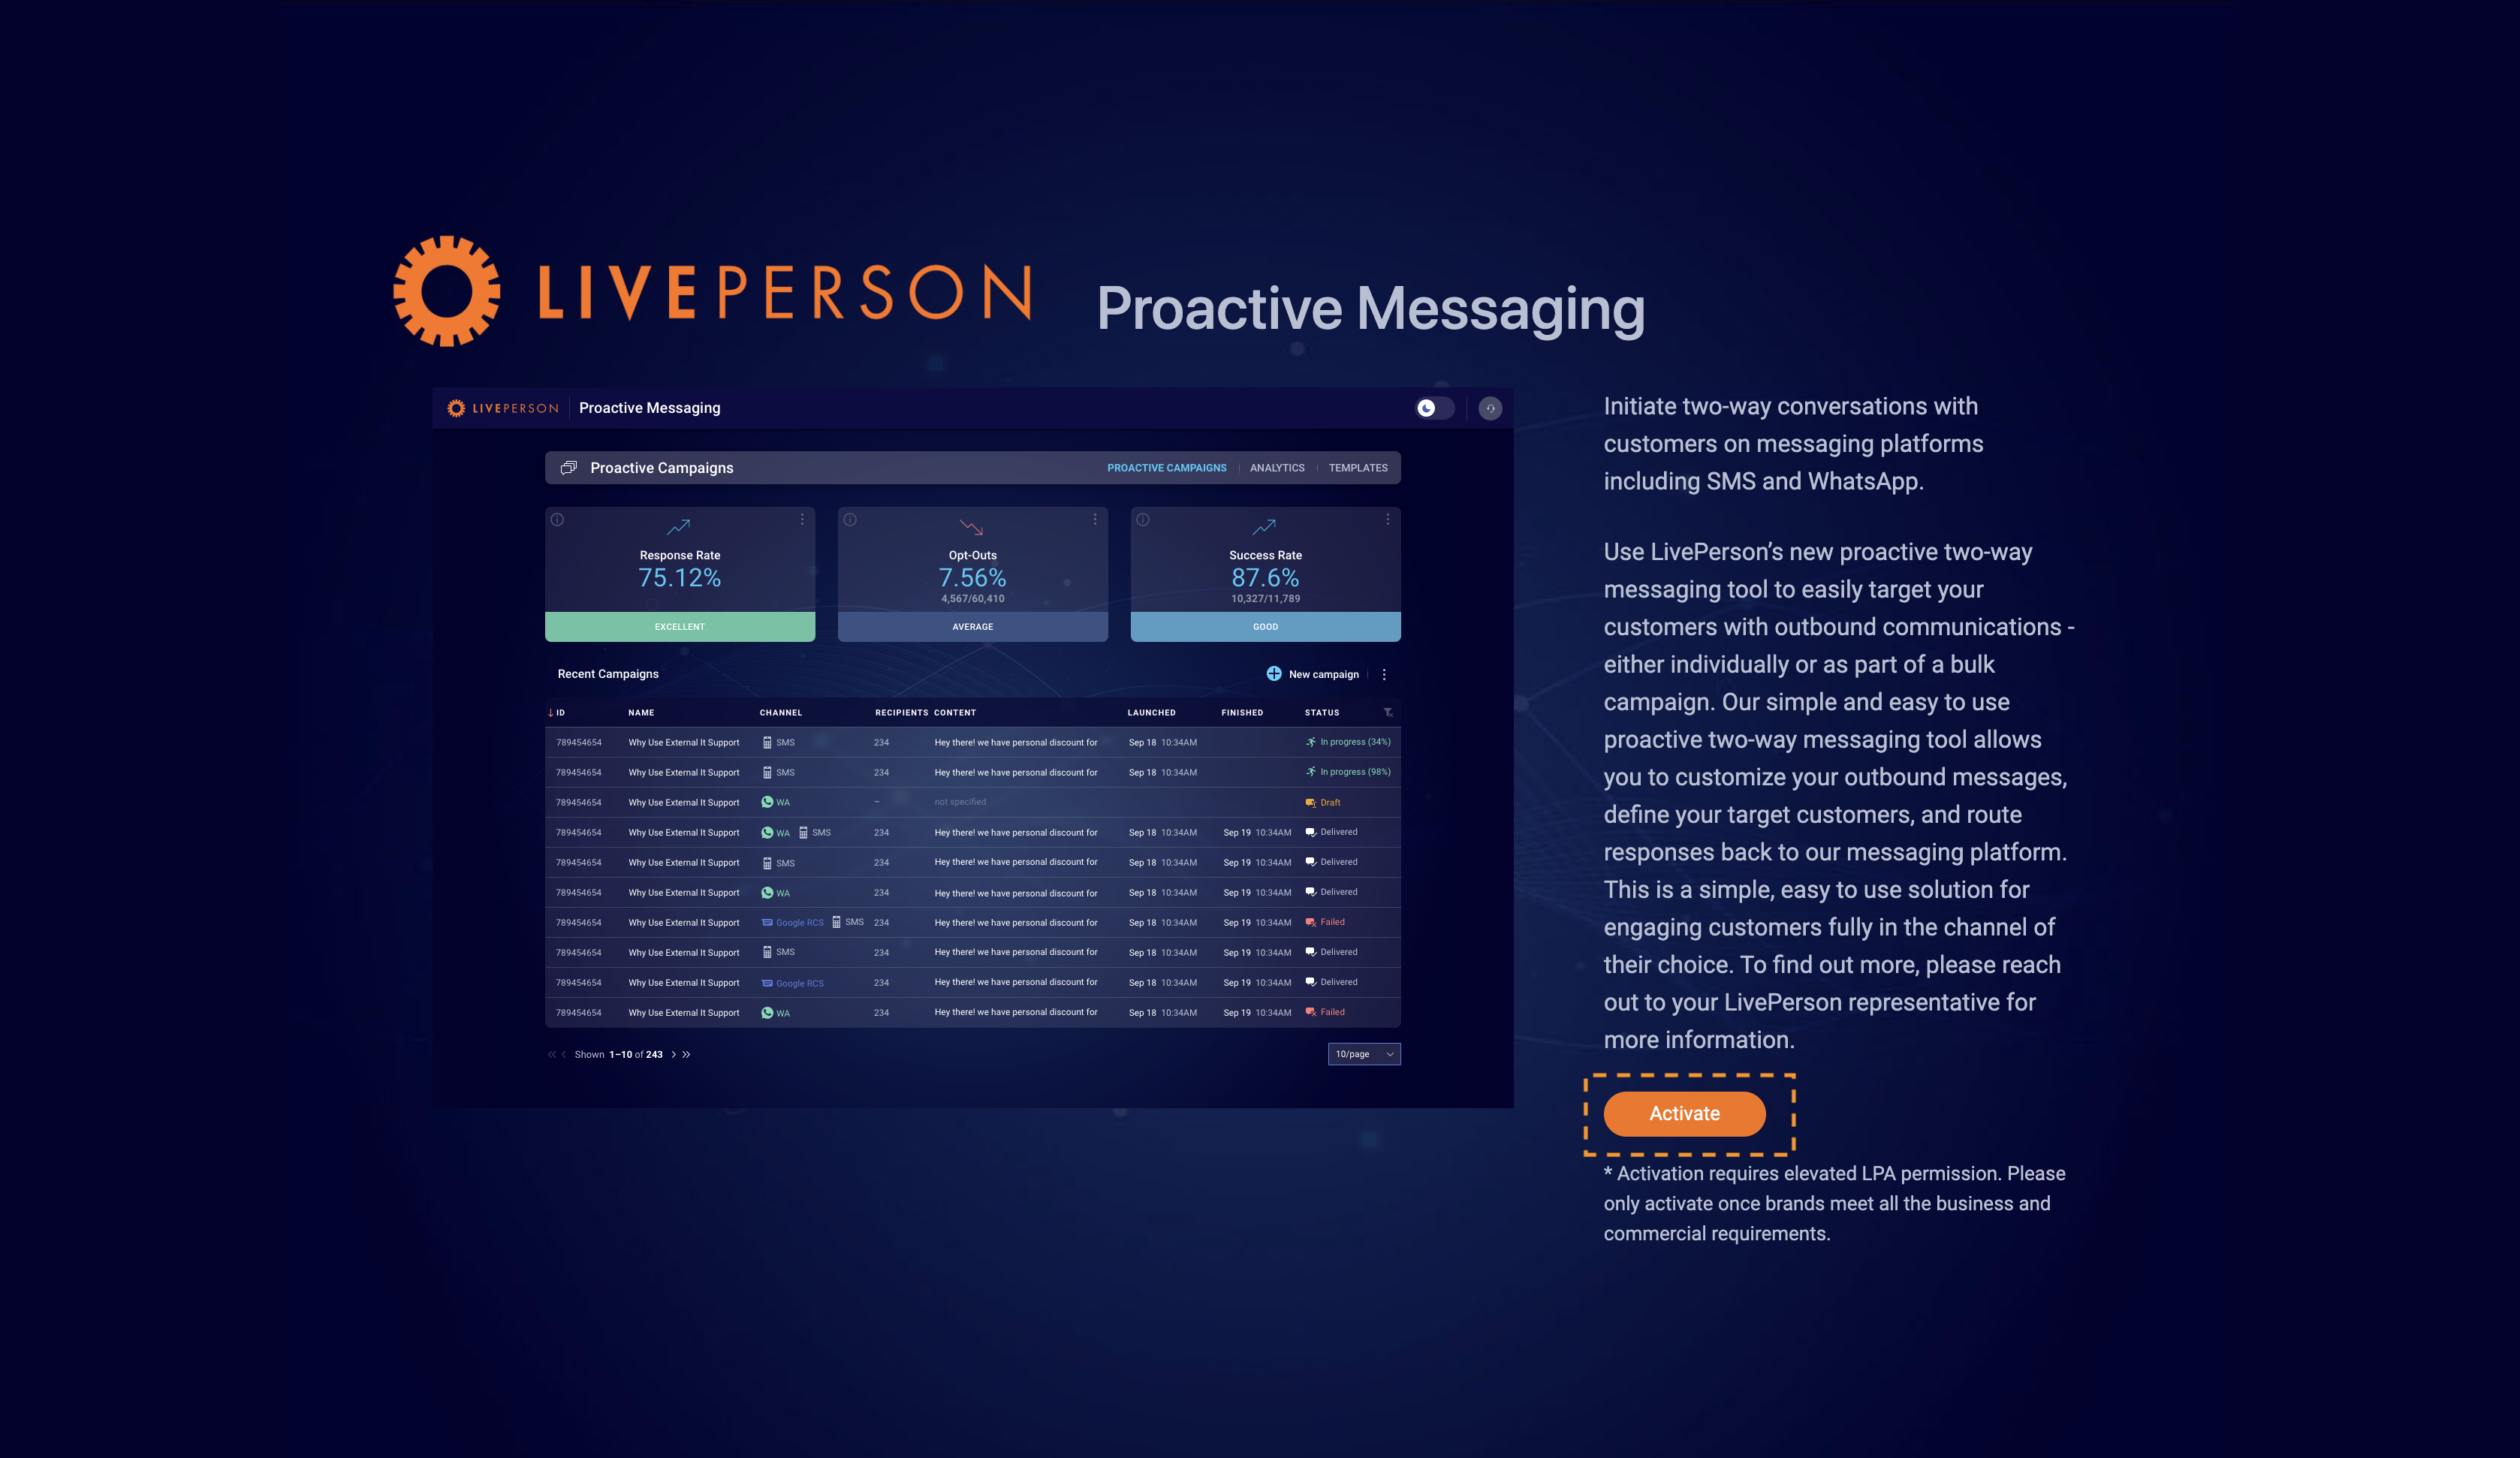 LIVEPERSON Proactive Messaging
LIVEPERSON Proactive Messaging
Proactive Campaigns PROACTIVE CAMPAIGNS ANALYTICS TEMPLATES
Response Rate
75.12%
EXCELLENT
Opt-Outs
7.56%
4,567/60,410
AVERAGE
Success Rate
87.6%
10,327/11,789
GOOD
Recent Campaigns New campaign
ID NAME CHANNEL RECIPIENTS CONTENT LAUNCHED FINISHED STATUS
789454654 Why Use External It Support SMS 234 Hey there! we have personal discount for Sep 18 10:34AM In progress (34%)
789454654 Why Use External It Support SMS 234 Hey there! we have personal discount for Sep 18 10:34AM In progress (98%)
789454654 Why Use External It Support WA – not specified Draft
789454654 Why Use External It Support WA SMS 234 Hey there! we have personal discount for Sep 18 10:34AM Sep 19 10:34AM Delivered
789454654 Why Use External It Support SMS 234 Hey there! we have personal discount for Sep 18 10:34AM Sep 19 10:34AM Delivered
789454654 Why Use External It Support WA 234 Hey there! we have personal discount for Sep 18 10:34AM Sep 19 10:34AM Delivered
789454654 Why Use External It Support Google RCS SMS 234 Hey there! we have personal discount for Sep 18 10:34AM Sep 19 10:34AM Failed
789454654 Why Use External It Support SMS 234 Hey there! we have personal discount for Sep 18 10:34AM Sep 19 10:34AM Delivered
789454654 Why Use External It Support Google RCS 234 Hey there! we have personal discount for Sep 18 10:34AM Sep 19 10:34AM Delivered
789454654 Why Use External It Support WA 234 Hey there! we have personal discount for Sep 18 10:34AM Sep 19 10:34AM Failed
Shown 1–10 of 243 10/page
Initiate two-way conversations with
customers on messaging platforms
including SMS and WhatsApp.
Use LivePerson’s new proactive two-way
messaging tool to easily target your
customers with outbound communications -
either individually or as part of a bulk
campaign. Our simple and easy to use
proactive two-way messaging tool allows
you to customize your outbound messages,
define your target customers, and route
responses back to our messaging platform.
This is a simple, easy to use solution for
engaging customers fully in the channel of
their choice. To find out more, please reach
out to your LivePerson representative for
more information.
Activate
* Activation requires elevated LPA permission. Please
only activate once brands meet all the business and
commercial requirements.